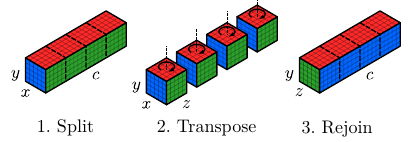 y
x
c
y
x
z
y
z
c
1. Split
2. Transpose
3. Rejoin